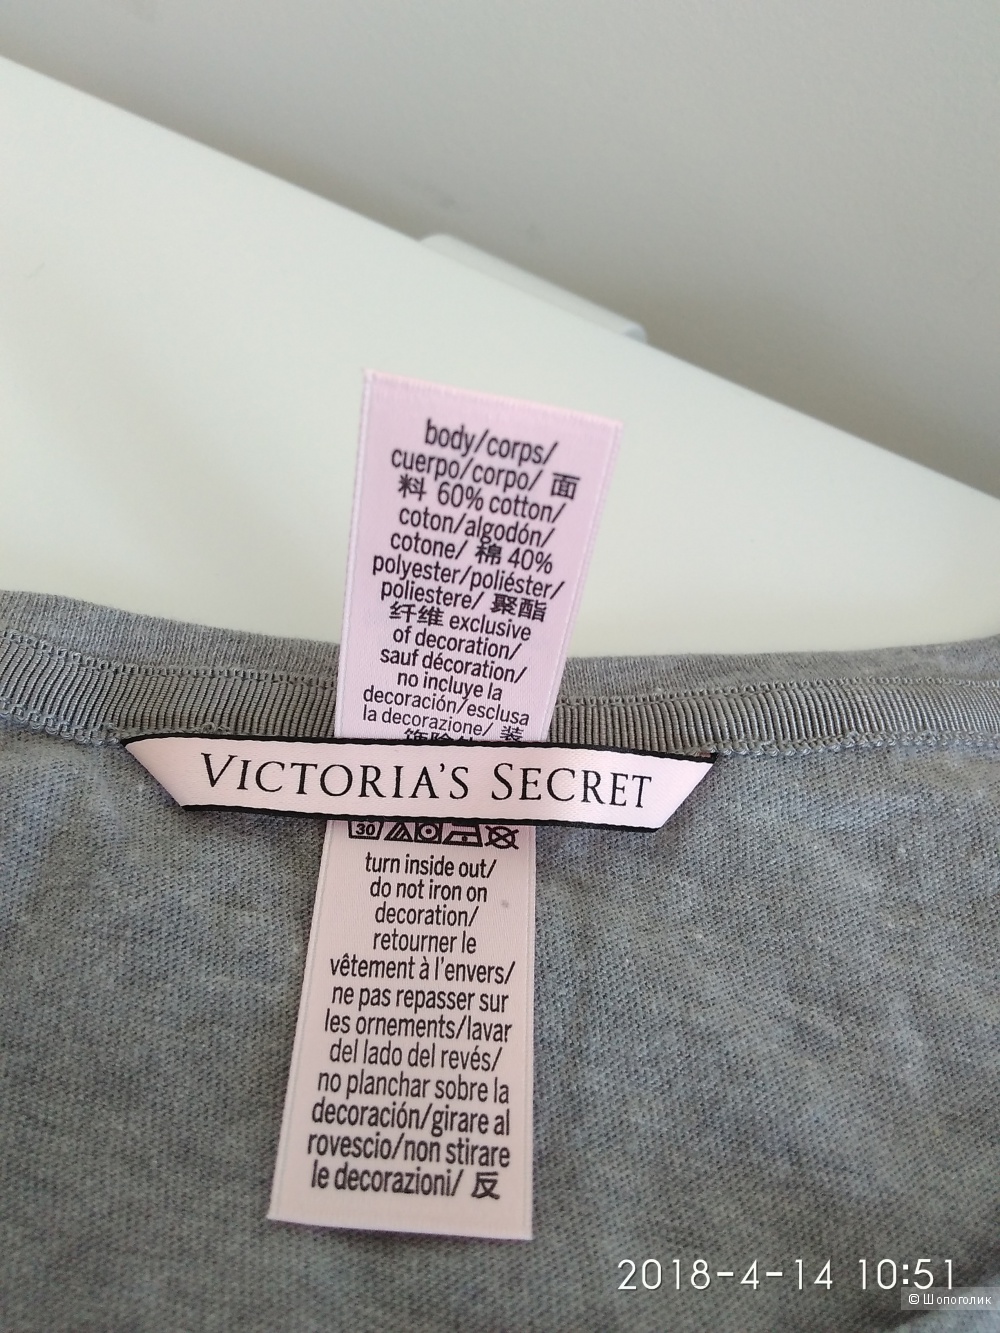 body/corps/
cuerpo/corpo/ 面
料 60% cotton/
coton/algodón/
cotone/ 棉 40%
polyester/poliéster/
poliestere/ 聚酯
纤维 exclusive
of decoration/
sauf décoration/
no incluye la
decoración/esclusa
la decorazione/ 装
VICTORIA'S SECRET
30
turn inside out/
do not iron on
decoration/
retourner le
vêtement à l'envers/
ne pas repasser sur
les ornements/lavar
del lado del revés/
no planchar sobre la
decoración/girare al
rovescio/non stirare
le decorazioni/ 反
2018-4-14 10:51
© Шопоголик